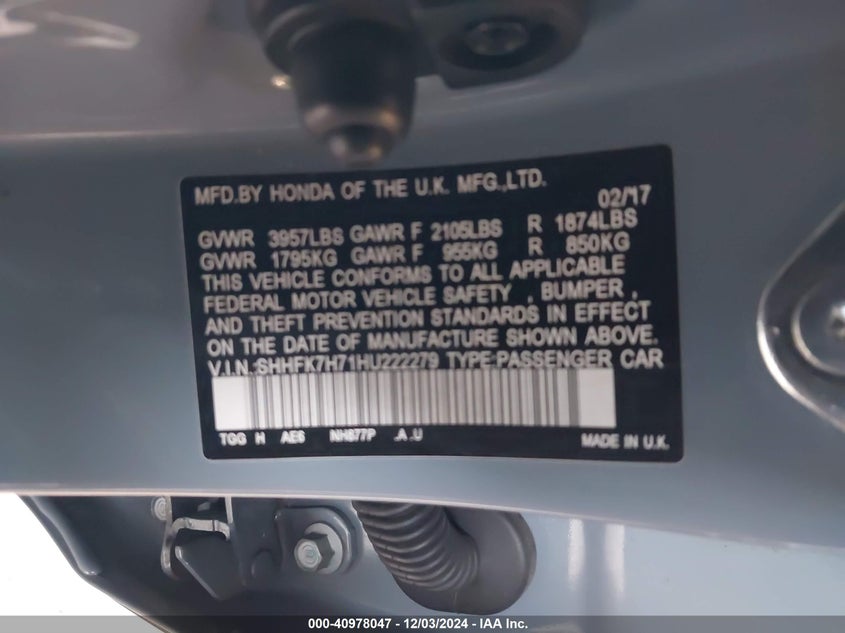 MFD.BY HONDA OF THE U.K. MFG.,LTD. 02/17
GVWR 3957LBS GAWR F 2105LBS R 1874LBS
GVWR 1795KG GAWR F 955KG R 850KG
THIS VEHICLE CONFORMS TO ALL APPLICABLE
FEDERAL MOTOR VEHICLE SAFETY , BUMPER ,
AND THEFT PREVENTION STANDARDS IN EFFECT
ON THE DATE OF MANUFACTURE SHOWN ABOVE.
V.I.N.:SHHFK7H71HU222279 TYPE:PASSENGER CAR
TGG H AE6 NH877P .A .U MADE IN U.K.
000-40978047 — 12/03/2024 - IAA Inc.